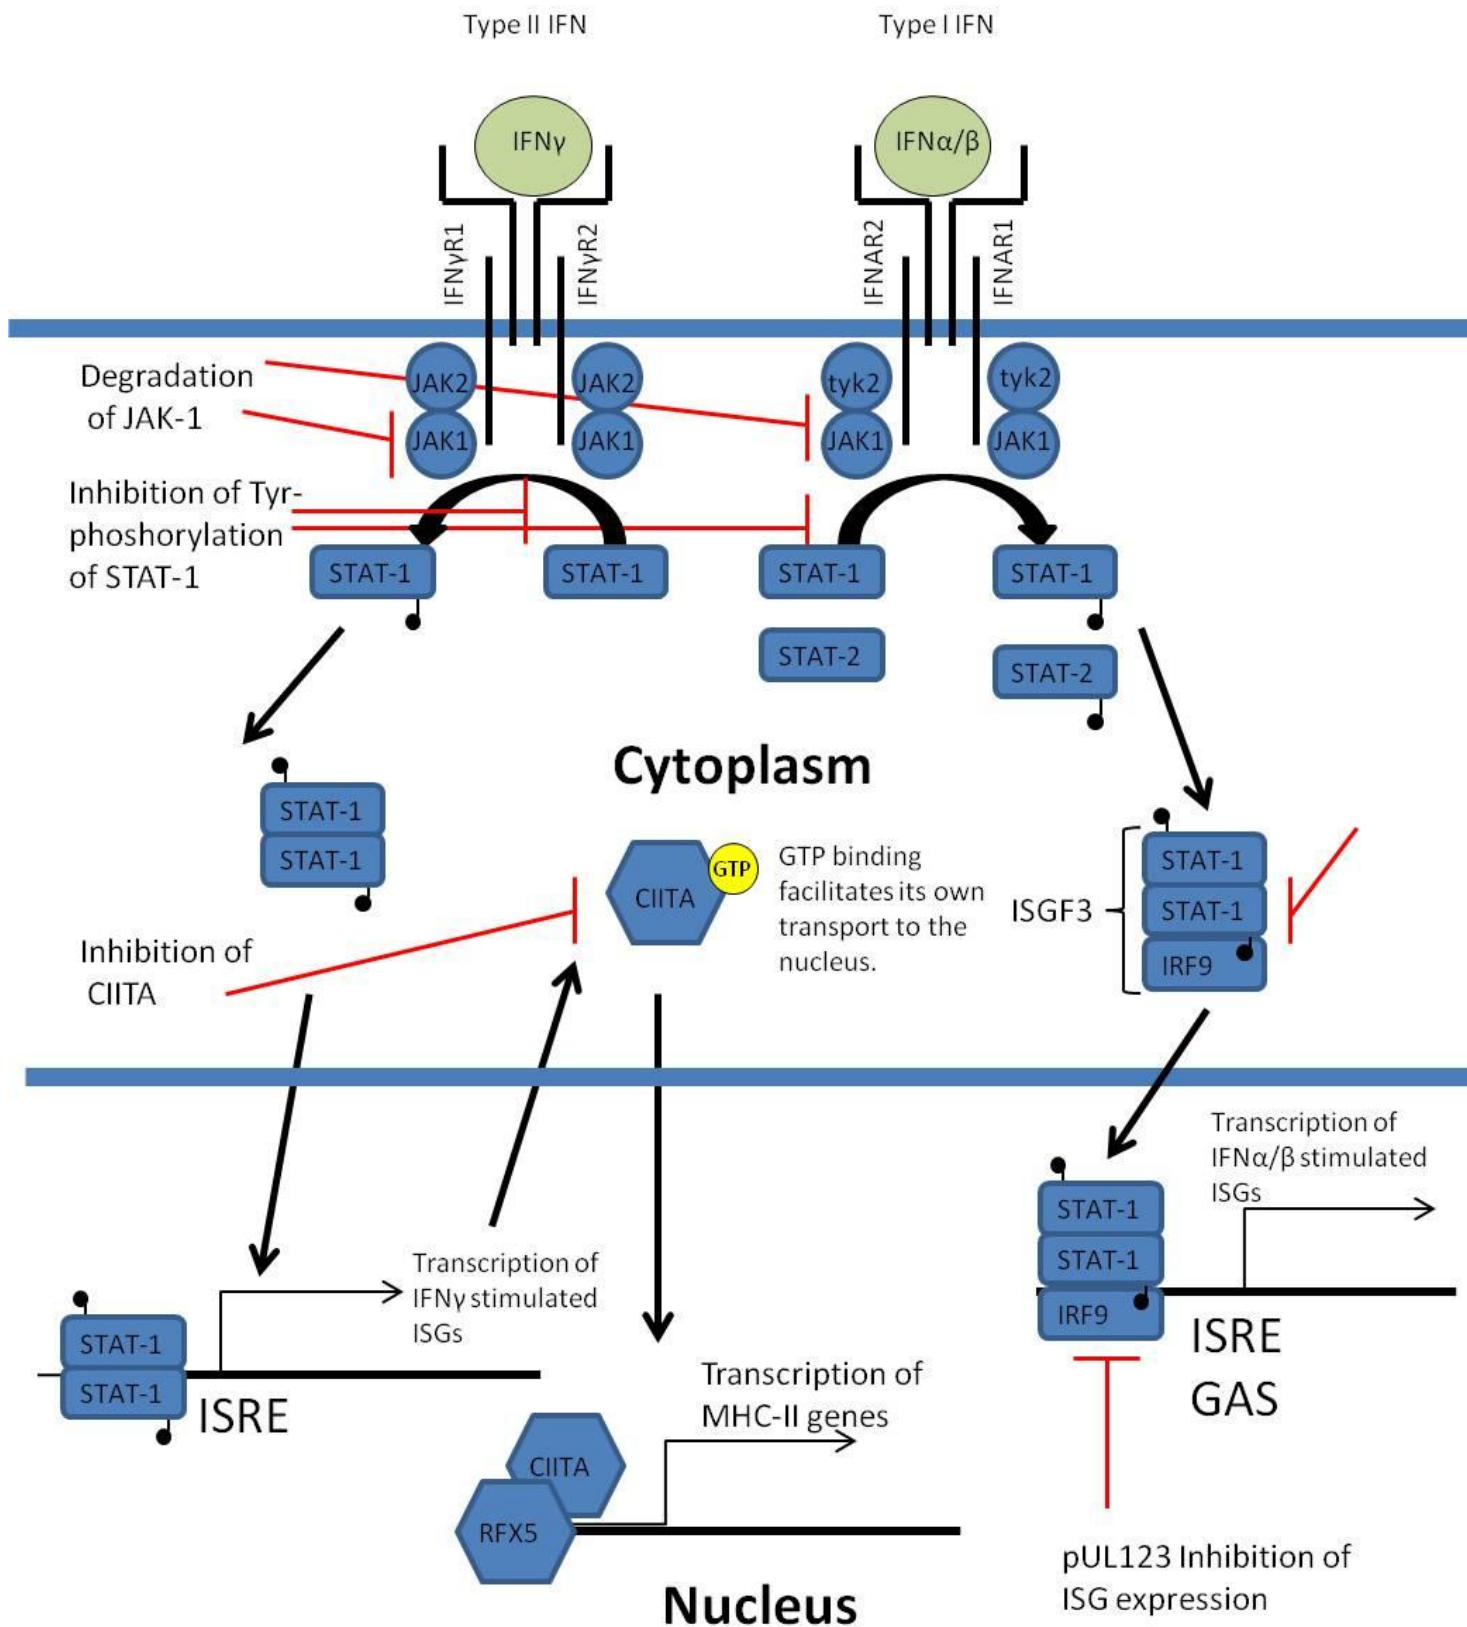 Type II IFN
Type I IFN
IFNγ
IFNα/β
IFNγR1
IFNγR2
IFNAR2
IFNAR1
Degradation
of JAK-1
JAK2
JAK2
tyk2
tyk2
JAK1
JAK1
JAK1
JAK1
Inhibition of Tyr-
phoshorylation
of STAT-1
STAT-1
STAT-1
STAT-1
STAT-1
STAT-2
STAT-2
Cytoplasm
STAT-1
STAT-1
CIITA
GTP
GTP binding
facilitates its own
transport to the
nucleus.
ISGF3
STAT-1
STAT-1
IRF9
Inhibition of
CIITA
Transcription of
IFNα/β stimulated
ISGs
STAT-1
STAT-1
IRF9
ISRE
GAS
Transcription of
IFNγ stimulated
ISGs
STAT-1
STAT-1
ISRE
Transcription of
MHC-II genes
CIITA
RFX5
pUL123 Inhibition of
ISG expression
Nucleus